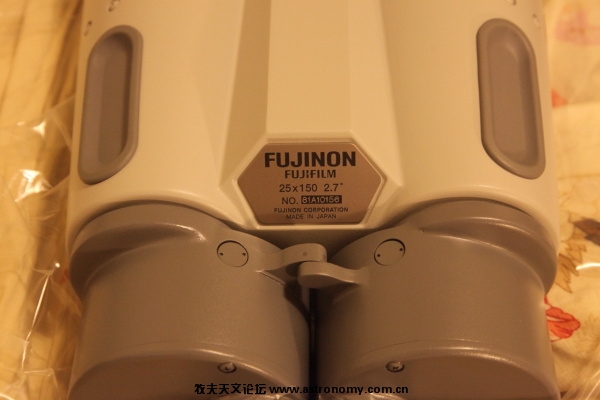 FUJINON
FUJIFILM
25x150 2.7°
NO. 81A10156
FUJINON CORPORATION
MADE IN JAPAN
牧夫天文论坛 www.astronomy.com.cn